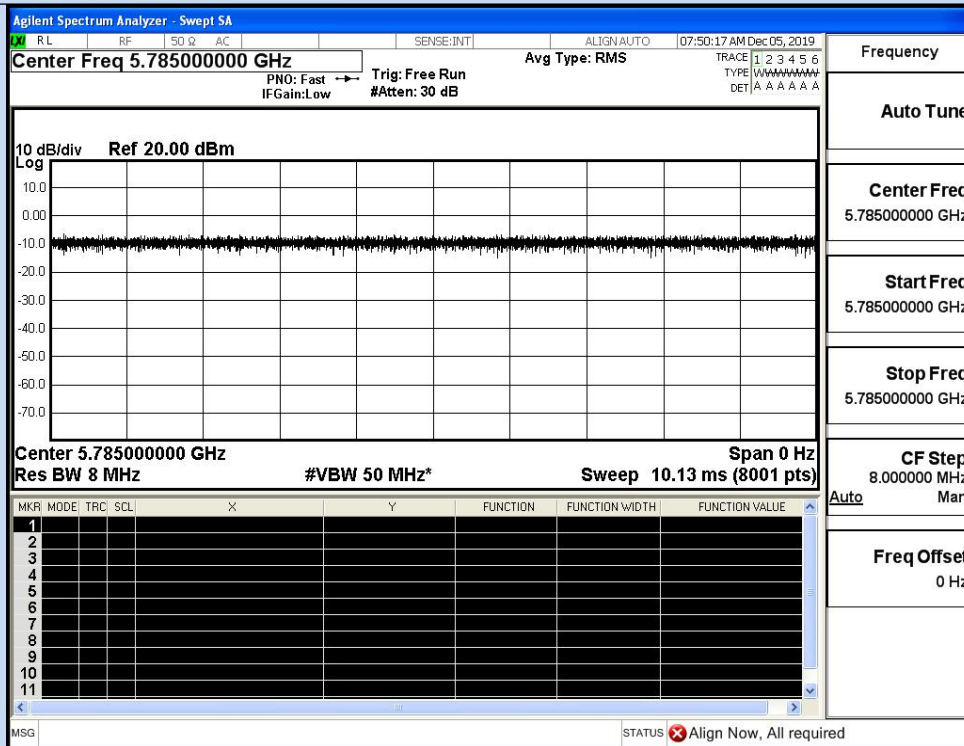 Agilent Spectrum Analyzer - Swept SA
LXI RL RF 50 Ω AC SENSE:INT ALIGNAUTO 07:50:17 AM Dec 05, 2019
Center Freq 5.785000000 GHz Avg Type: RMS TRACE 1 2 3 4 5 6
PNO: Fast Trig: Free Run TYPE WWWWWWWW
IFGain:Low #Atten: 30 dB DET A A A A A A
10 dB/div Ref 20.00 dBm
Log
10.0
0.00
-10.0
-20.0
-30.0
-40.0
-50.0
-60.0
-70.0
Center 5.785000000 GHz Span 0 Hz
Res BW 8 MHz #VBW 50 MHz* Sweep 10.13 ms (8001 pts)
MKR MODE TRC SCL X Y FUNCTION FUNCTION WIDTH FUNCTION VALUE
1
2
3
4
5
6
7
8
9
10
11
MSG STATUS Align Now, All required
Frequency
Auto Tune
Center Freq
5.785000000 GHz
Start Freq
5.785000000 GHz
Stop Freq
5.785000000 GHz
CF Step
8.000000 MHz
Auto Man
Freq Offset
0 Hz